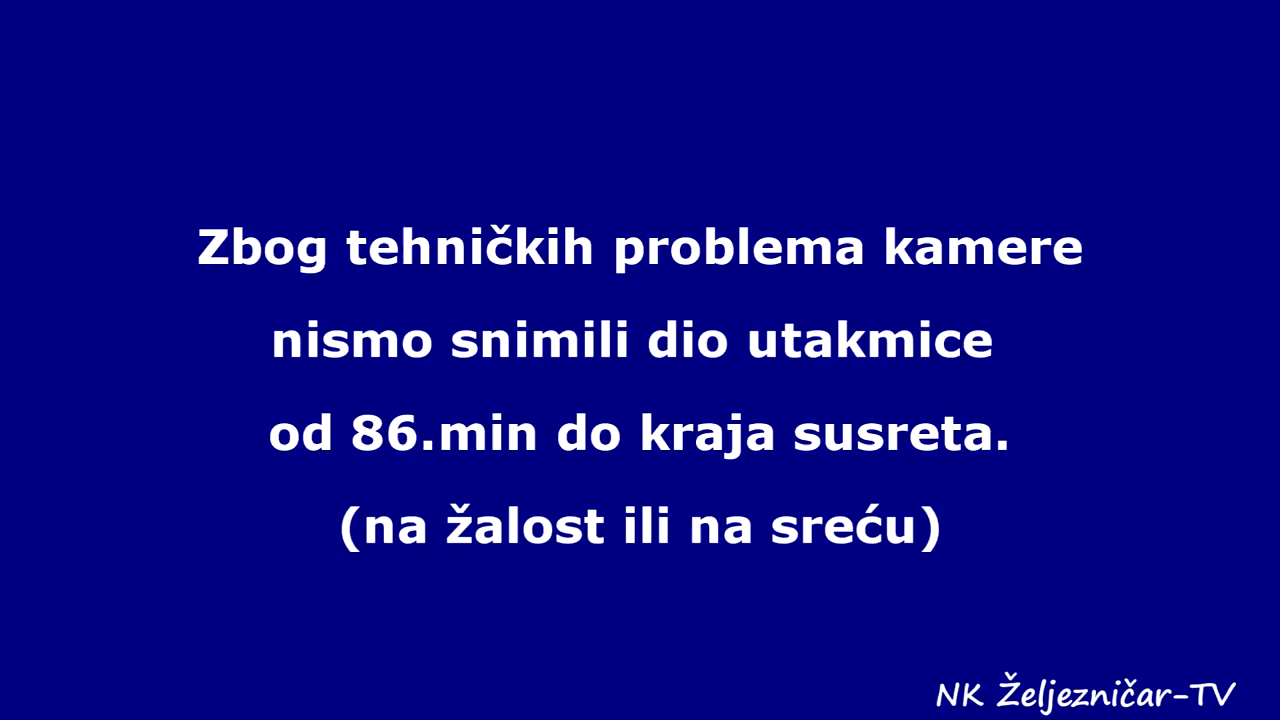 Zbog tehničkih problema kamere
nismo snimili dio utakmice
od 86.min do kraja susreta.
(na žalost ili na sreću)
NK Željezničar-TV